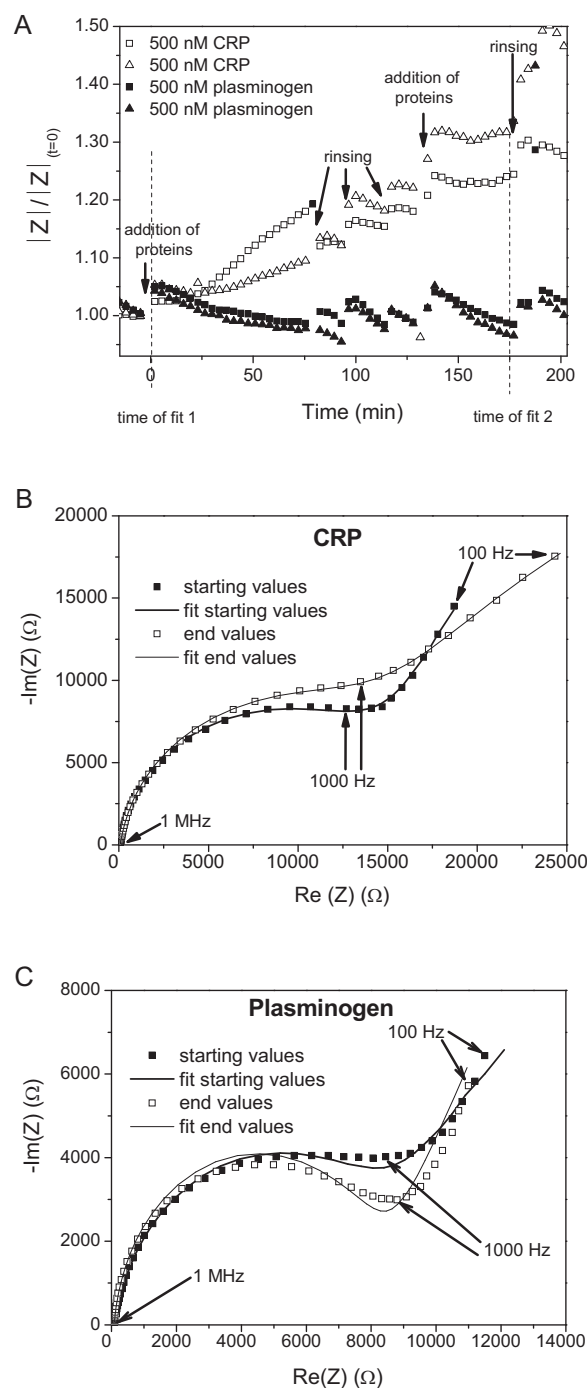 A
1.50
1.40
1.30
1.20
1.10
1.00
|Z| / |Z| (t=0)
500 nM CRP
500 nM CRP
500 nM plasminogen
500 nM plasminogen
addition of
proteins
rinsing
addition of
proteins
rinsing
0
50
100
150
200
time of fit 1
Time (min)
time of fit 2
B
CRP
20000
15000
10000
5000
0
-Im(Z) (Ω)
starting values
fit starting values
end values
fit end values
100 Hz
1000 Hz
1 MHz
0
5000
10000
15000
20000
25000
Re (Z) (Ω)
C
Plasminogen
8000
6000
4000
2000
0
-Im(Z) (Ω)
starting values
fit starting values
end values
fit end values
100 Hz
1000 Hz
1 MHz
0
2000
4000
6000
8000
10000
12000
14000
Re(Z) (Ω)